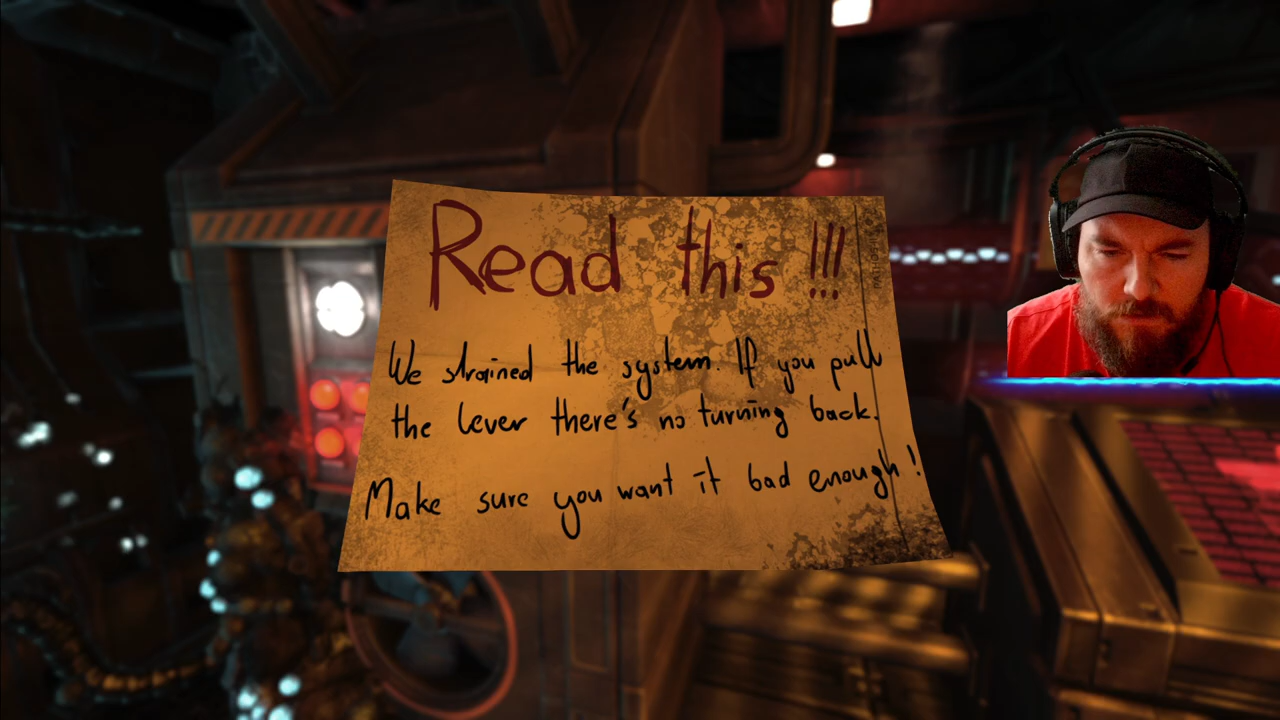 Read this !!!
We strained the system. If you pull
the lever there's no turning back.
Make sure you want it bad enough!